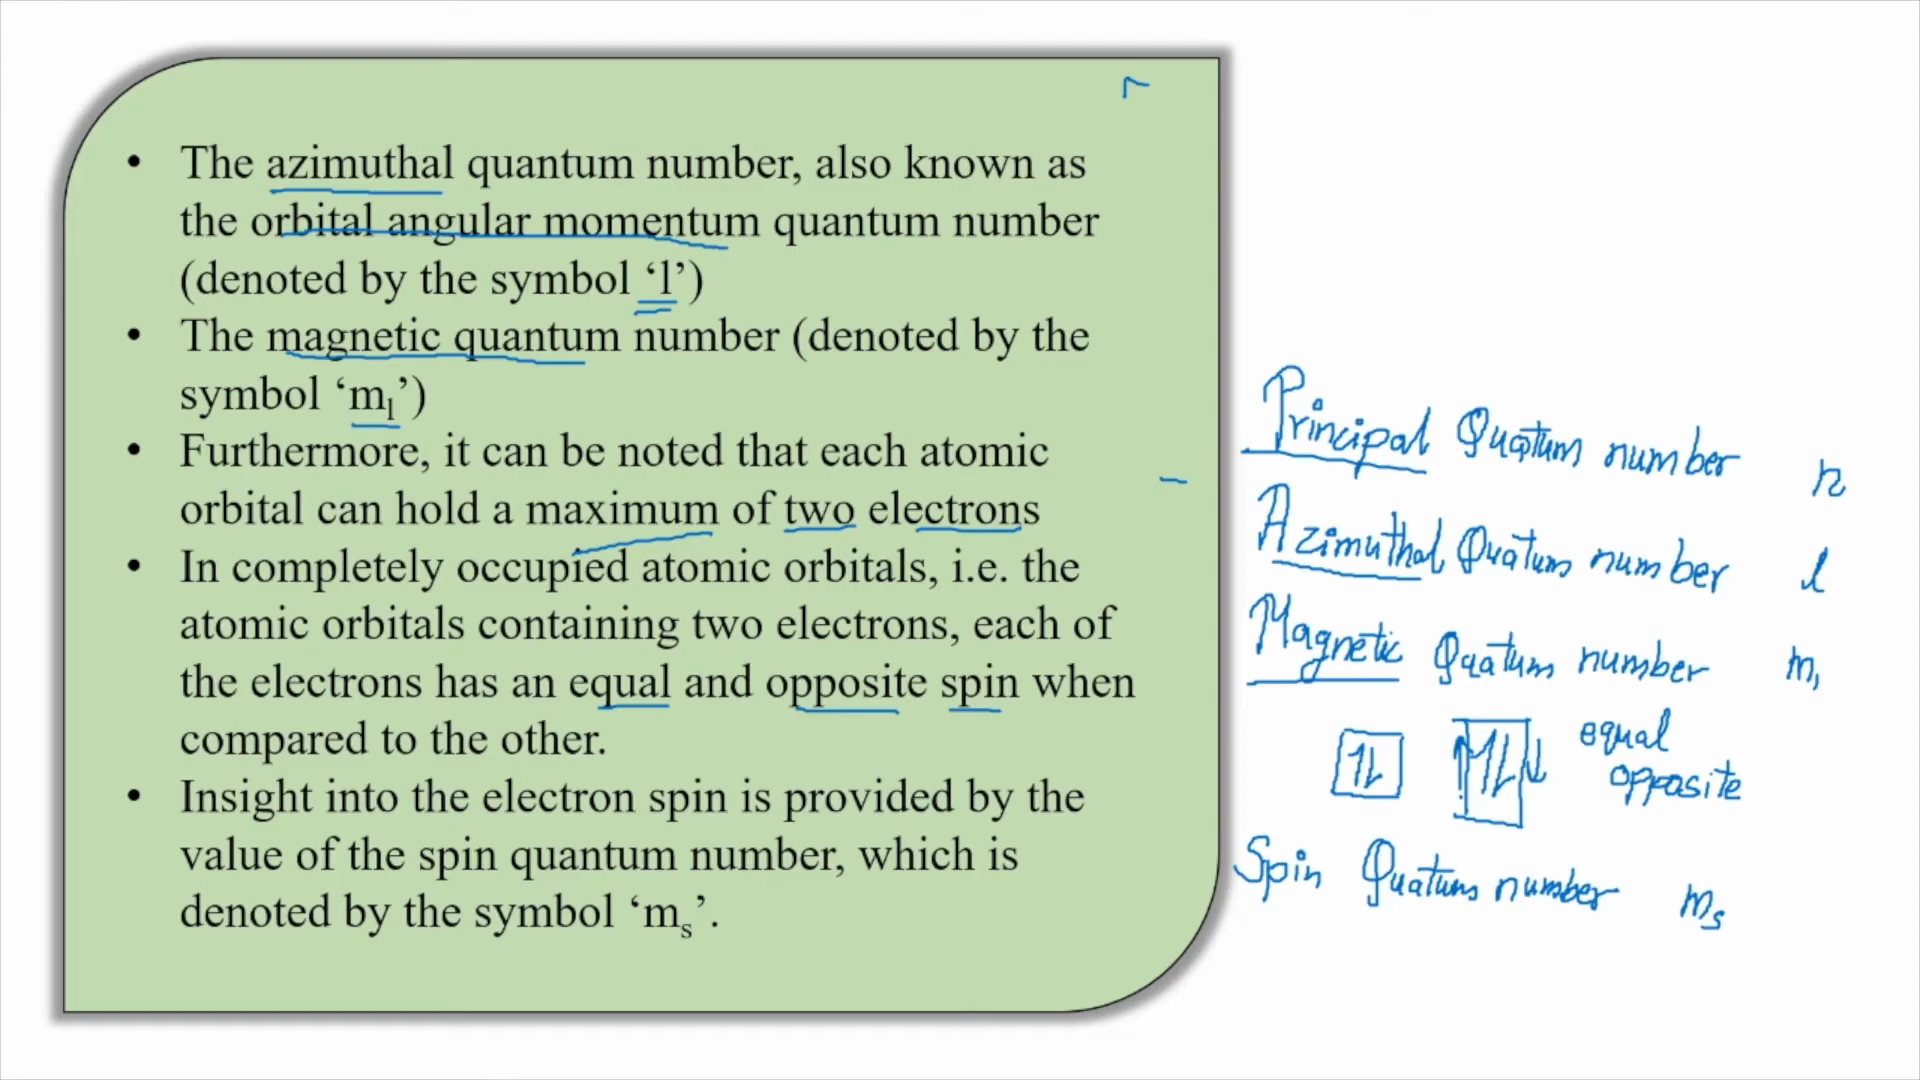 • The azimuthal quantum number, also known as
the orbital angular momentum quantum number
(denoted by the symbol ‘l’)
• The magnetic quantum number (denoted by the
symbol ‘mₗ’)
• Furthermore, it can be noted that each atomic
orbital can hold a maximum of two electrons
• In completely occupied atomic orbitals, i.e. the
atomic orbitals containing two electrons, each of
the electrons has an equal and opposite spin when
compared to the other.
• Insight into the electron spin is provided by the
value of the spin quantum number, which is
denoted by the symbol ‘mₛ’.
Principal Quatum number n
Azimuthal Quatum number l
Magnetic Quatum number mₗ
equal
opposite
Spin Quatum number mₛ